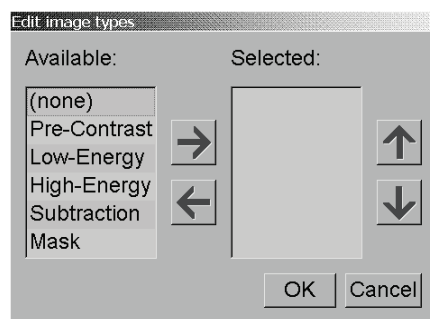 Edit image types
Available:
Selected:
(none)
Pre-Contrast
Low-Energy
High-Energy
Subtraction
Mask
OK
Cancel